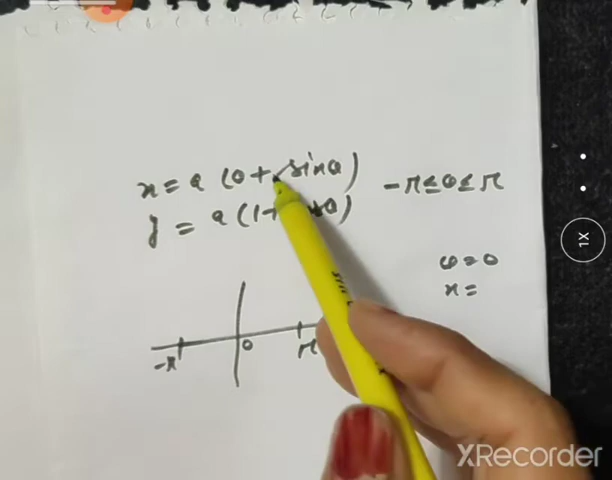 x = a (θ + sinθ) -π ≤ θ ≤ π
y = a (1+ θ)
θ = 0
x =
-π 0 π
1X
XRecorder